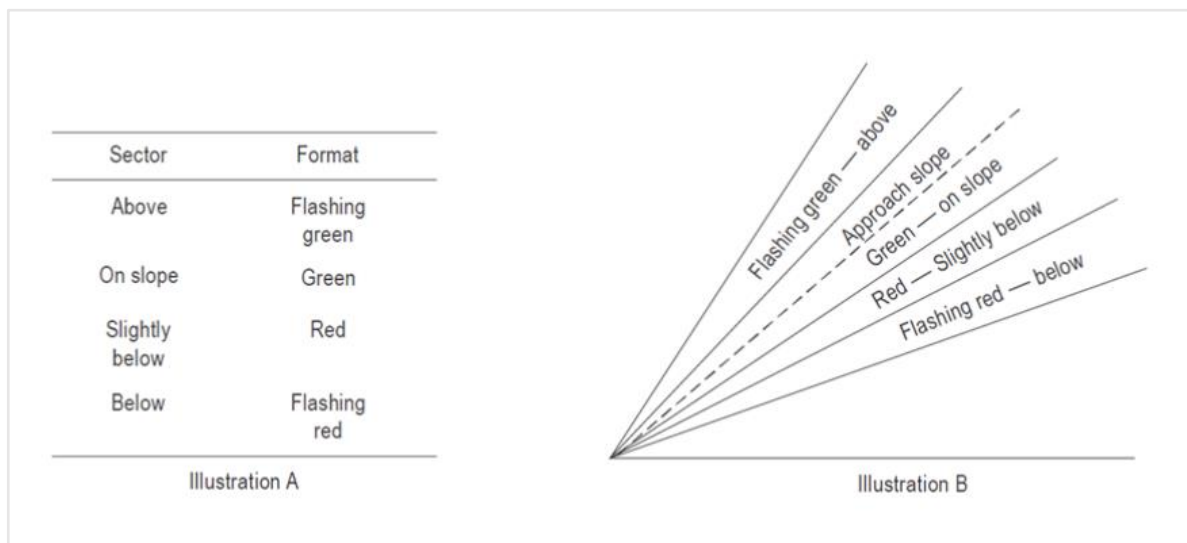 Sector Format
Above Flashing
green
On slope Green
Slightly Red
below
Below Flashing
red
Illustration A
Flashing green — above
Approach slope
Green — on slope
Red — Slightly below
Flashing red — below
Illustration B